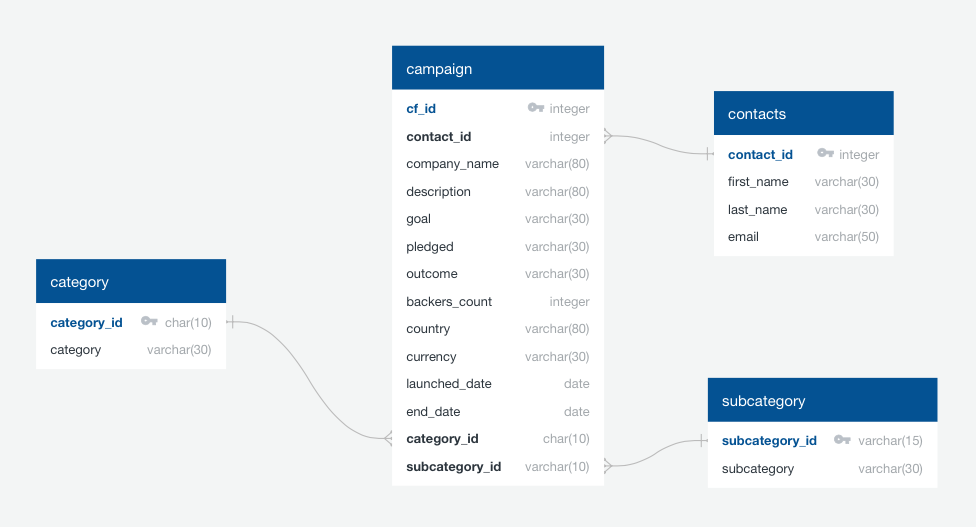 campaign
cf_id integer
contact_id integer
company_name varchar(80)
description varchar(80)
goal varchar(30)
pledged varchar(30)
outcome varchar(30)
backers_count integer
country varchar(80)
currency varchar(30)
launched_date date
end_date date
category_id char(10)
subcategory_id varchar(10)
contacts
contact_id integer
first_name varchar(30)
last_name varchar(30)
email varchar(50)
category
category_id char(10)
category varchar(30)
subcategory
subcategory_id varchar(15)
subcategory varchar(30)